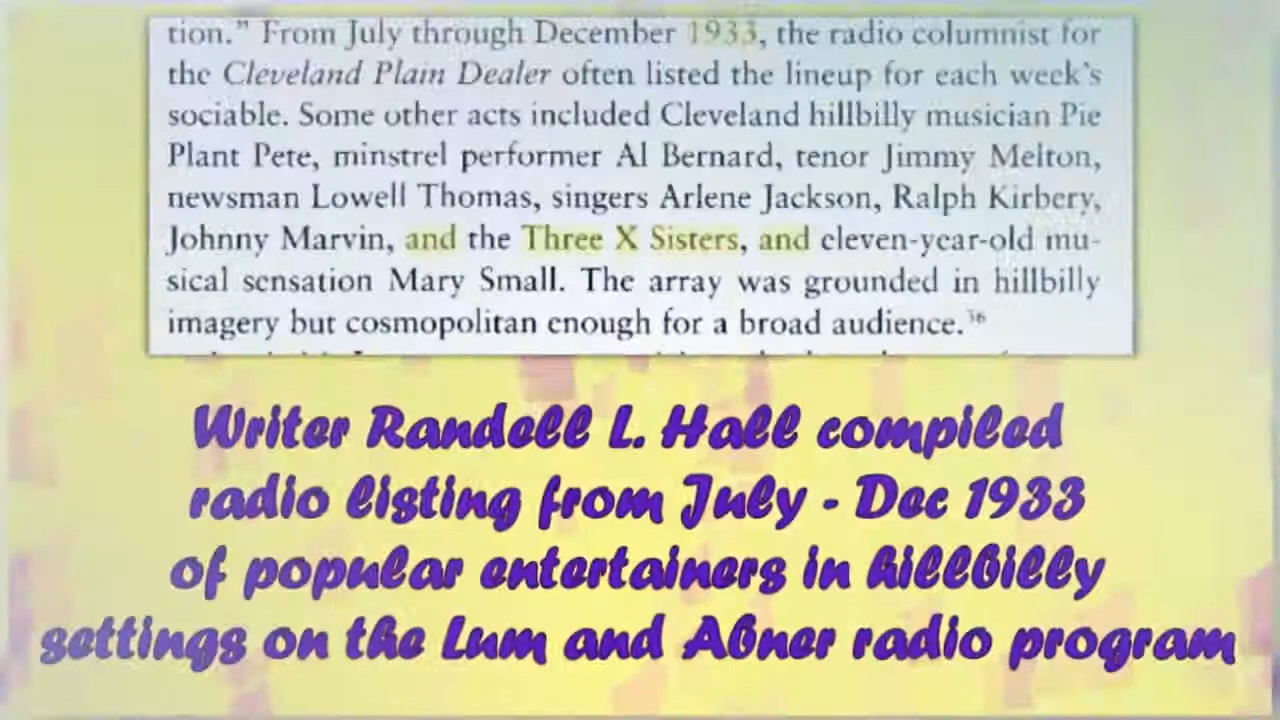 tion." From July through December 1933, the radio columnist for
the Cleveland Plain Dealer often listed the lineup for each week's
sociable. Some other acts included Cleveland hillbilly musician Pie
Plant Pete, minstrel performer Al Bernard, tenor Jimmy Melton,
newsman Lowell Thomas, singers Arlene Jackson, Ralph Kirbery,
Johnny Marvin, and the Three X Sisters, and eleven-year-old mu-
sical sensation Mary Small. The array was grounded in hillbilly
imagery but cosmopolitan enough for a broad audience.36
Writer Randell L. Hall compiled
radio listing from July - Dec 1933
of popular entertainers in hillbilly
settings on the Lum and Abner radio program